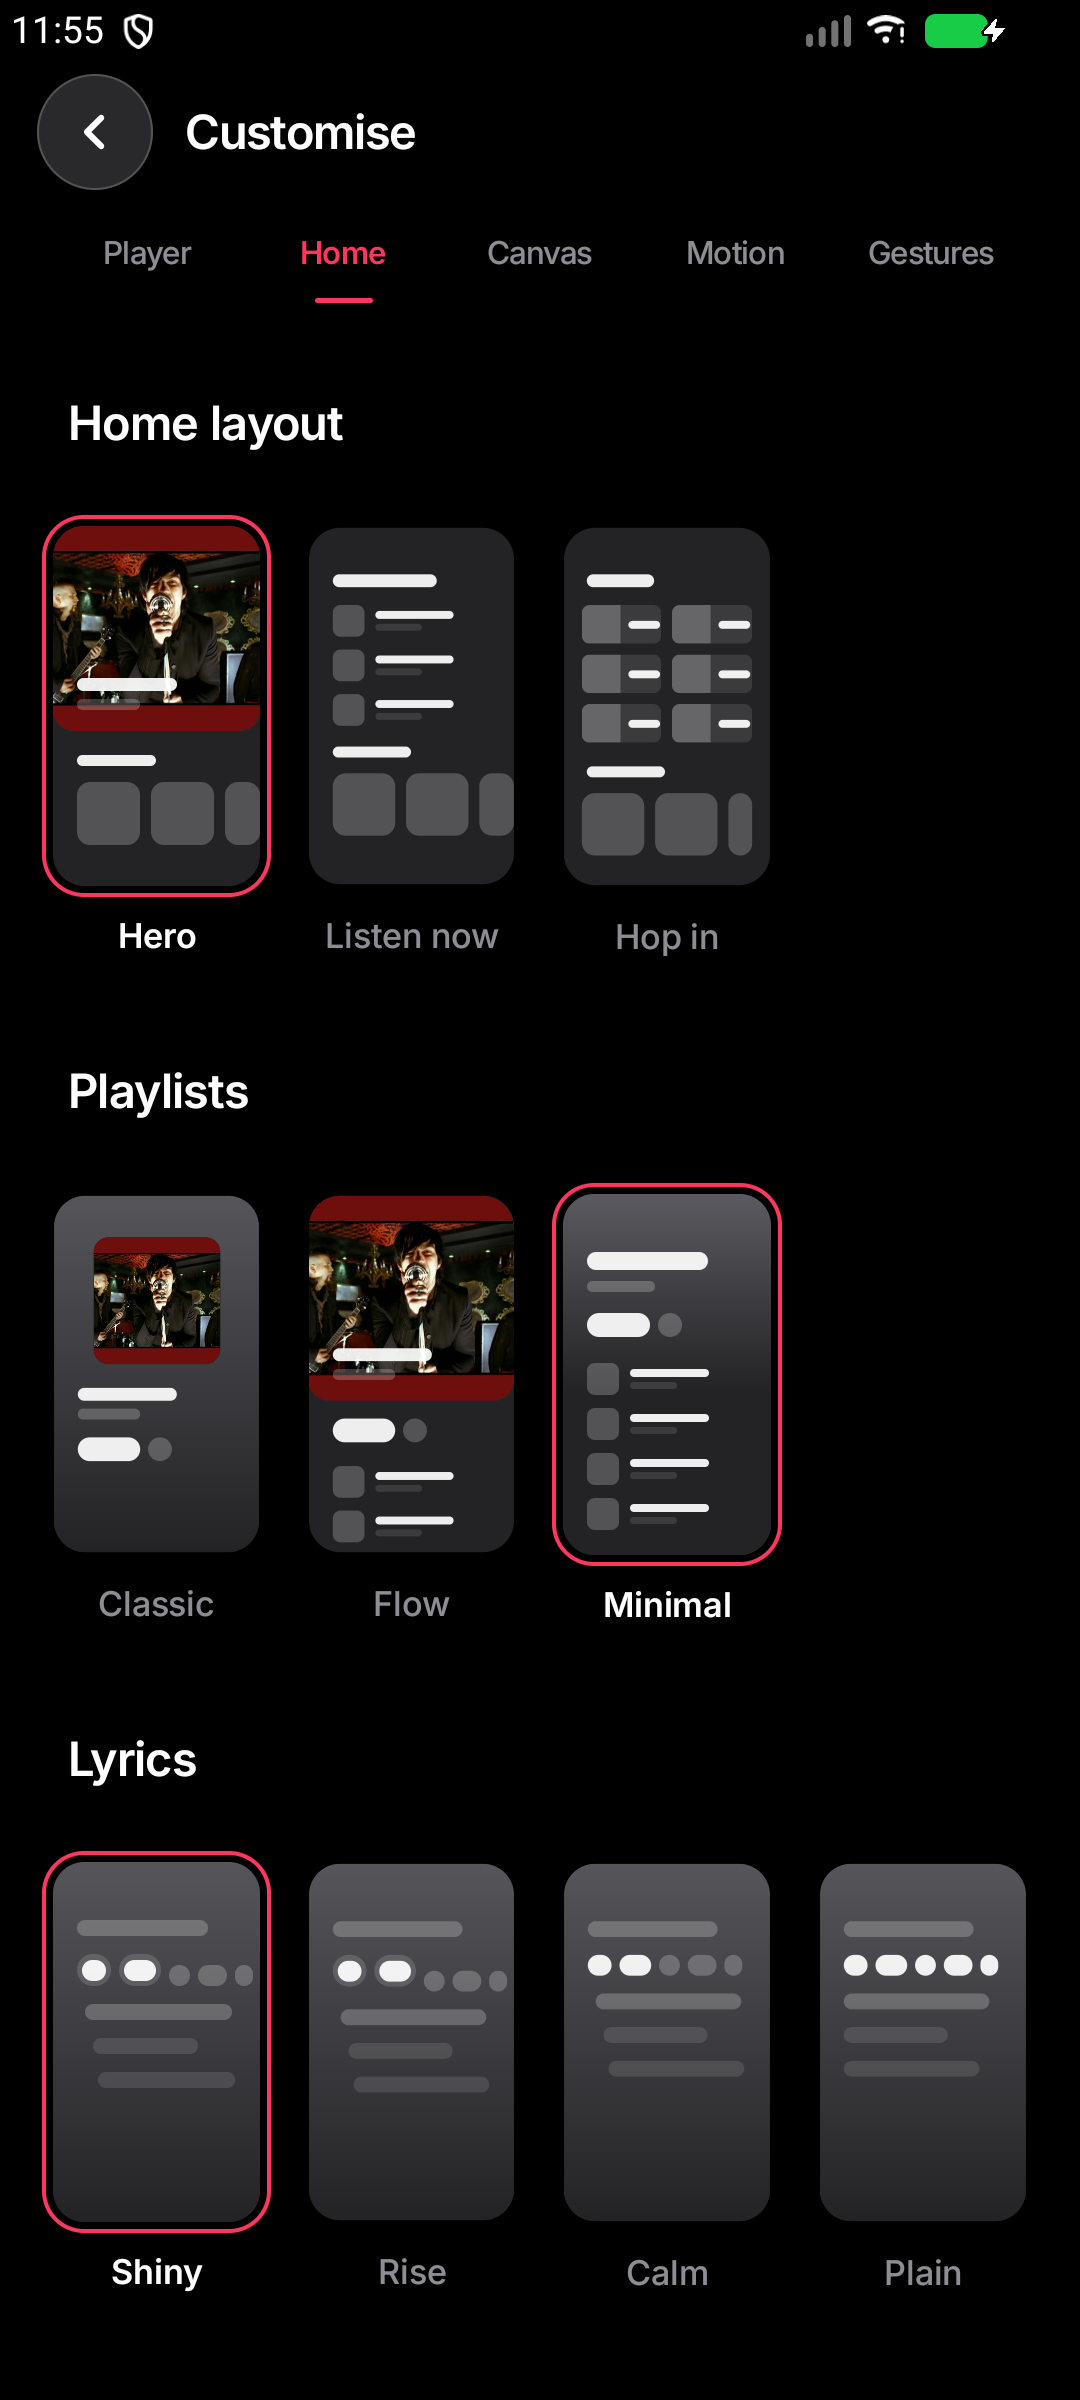 11:55
Customise
Player Home Canvas Motion Gestures
Home layout
Hero Listen now Hop in
Playlists
Classic Flow Minimal
Lyrics
Shiny Rise Calm Plain